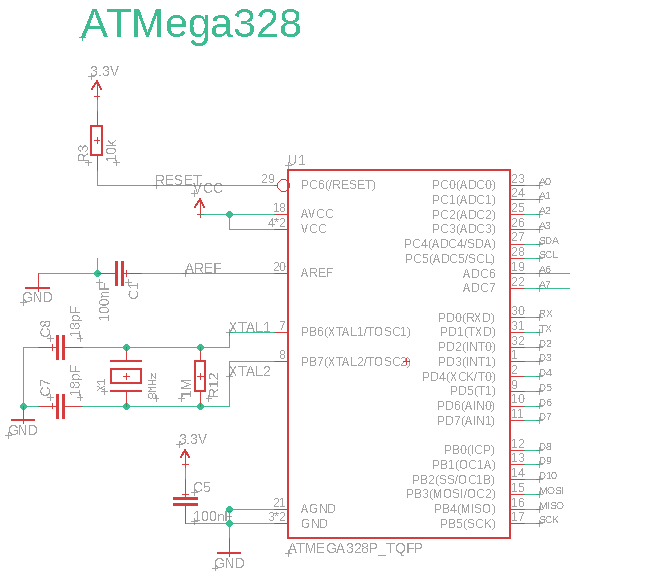 ATMega328
3.3V
R3
10k
U1
RESET
29
PC6(/RESET)
VCC
18
AVCC
4*2
VCC
AREF
20
AREF
GND
100nF
C1
C8
18pF
XTAL1
7
PB6(XTAL1/TOSC1)
8
PB7(XTAL2/TOSC2)
XTAL2
C7
18pF
X1
8MHz
1M
R12
GND
3.3V
C5
100nF
21
AGND
3*2
GND
GND
PC0(ADC0) 23 A0
PC1(ADC1) 24 A1
PC2(ADC2) 25 A2
PC3(ADC3) 26 A3
PC4(ADC4/SDA) 27 SDA
PC5(ADC5/SCL) 28 SCL
ADC6 19 A6
ADC7 22 A7
PD0(RXD) 30 RX
PD1(TXD) 31 TX
PD2(INT0) 32 D2
PD3(INT1) 1 D3
PD4(XCK/T0) 2 D4
PD5(T1) 9 D5
PD6(AIN0) 10 D6
PD7(AIN1) 11 D7
PB0(ICP) 12 D8
PB1(OC1A) 13 D9
PB2(SS/OC1B) 14 D10
PB3(MOSI/OC2) 15 MOSI
PB4(MISO) 16 MISO
PB5(SCK) 17 SCK
ATMEGA328P_TQFP